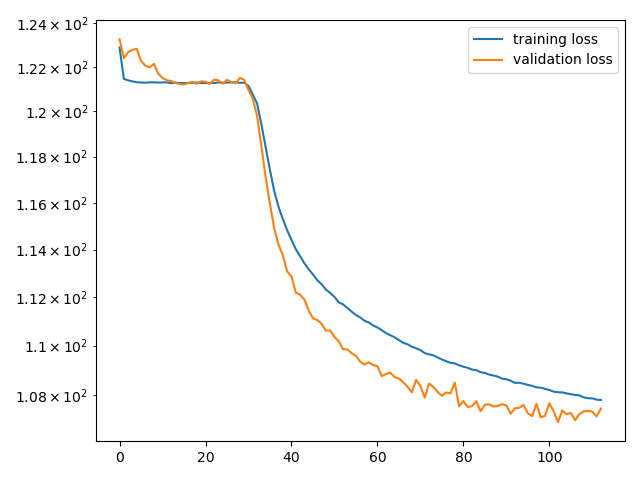 1.24 × 10²
1.22 × 10²
1.2 × 10²
1.18 × 10²
1.16 × 10²
1.14 × 10²
1.12 × 10²
1.1 × 10²
1.08 × 10²
training loss
validation loss
0 20 40 60 80 100